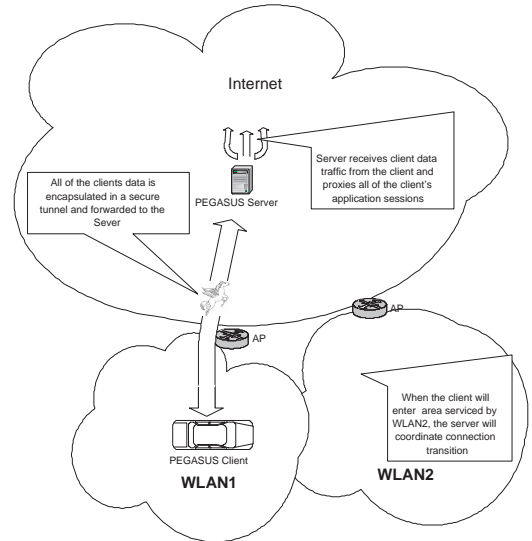 Internet
Server receives client data
traffic from the client and
proxies all of the client's
application sessions
All of the clients data is
encapsulated in a secure
tunnel and forwarded to the
Sever
PEGASUS Server
AP
AP
When the client will
enter area serviced by
WLAN2, the server will
coordinate connection
transition
PEGASUS Client
WLAN1
WLAN2